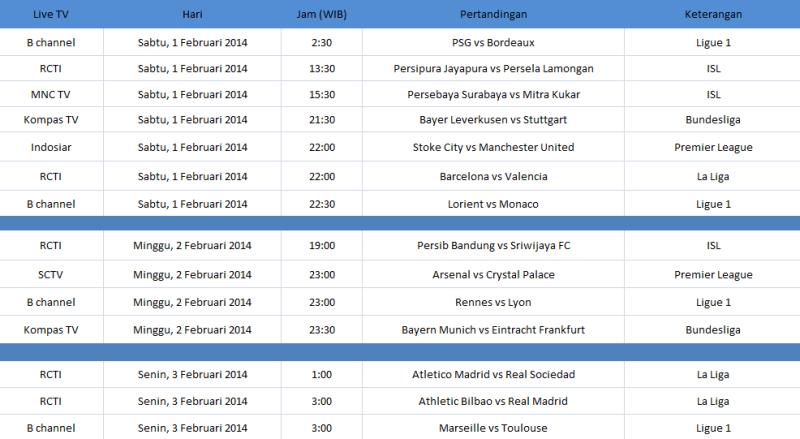 Live TV Hari Jam (WIB) Pertandingan Keterangan
B channel Sabtu, 1 Februari 2014 2:30 PSG vs Bordeaux Ligue 1
RCTI Sabtu, 1 Februari 2014 13:30 Persipura Jayapura vs Persela Lamongan ISL
MNC TV Sabtu, 1 Februari 2014 15:30 Persebaya Surabaya vs Mitra Kukar ISL
Kompas TV Sabtu, 1 Februari 2014 21:30 Bayer Leverkusen vs Stuttgart Bundesliga
Indosiar Sabtu, 1 Februari 2014 22:00 Stoke City vs Manchester United Premier League
RCTI Sabtu, 1 Februari 2014 22:00 Barcelona vs Valencia La Liga
B channel Sabtu, 1 Februari 2014 22:30 Lorient vs Monaco Ligue 1
RCTI Minggu, 2 Februari 2014 19:00 Persib Bandung vs Sriwijaya FC ISL
SCTV Minggu, 2 Februari 2014 23:00 Arsenal vs Crystal Palace Premier League
B channel Minggu, 2 Februari 2014 23:00 Rennes vs Lyon Ligue 1
Kompas TV Minggu, 2 Februari 2014 23:30 Bayern Munich vs Eintracht Frankfurt Bundesliga
RCTI Senin, 3 Februari 2014 1:00 Atletico Madrid vs Real Sociedad La Liga
RCTI Senin, 3 Februari 2014 3:00 Athletic Bilbao vs Real Madrid La Liga
B channel Senin, 3 Februari 2014 3:00 Marseille vs Toulouse Ligue 1